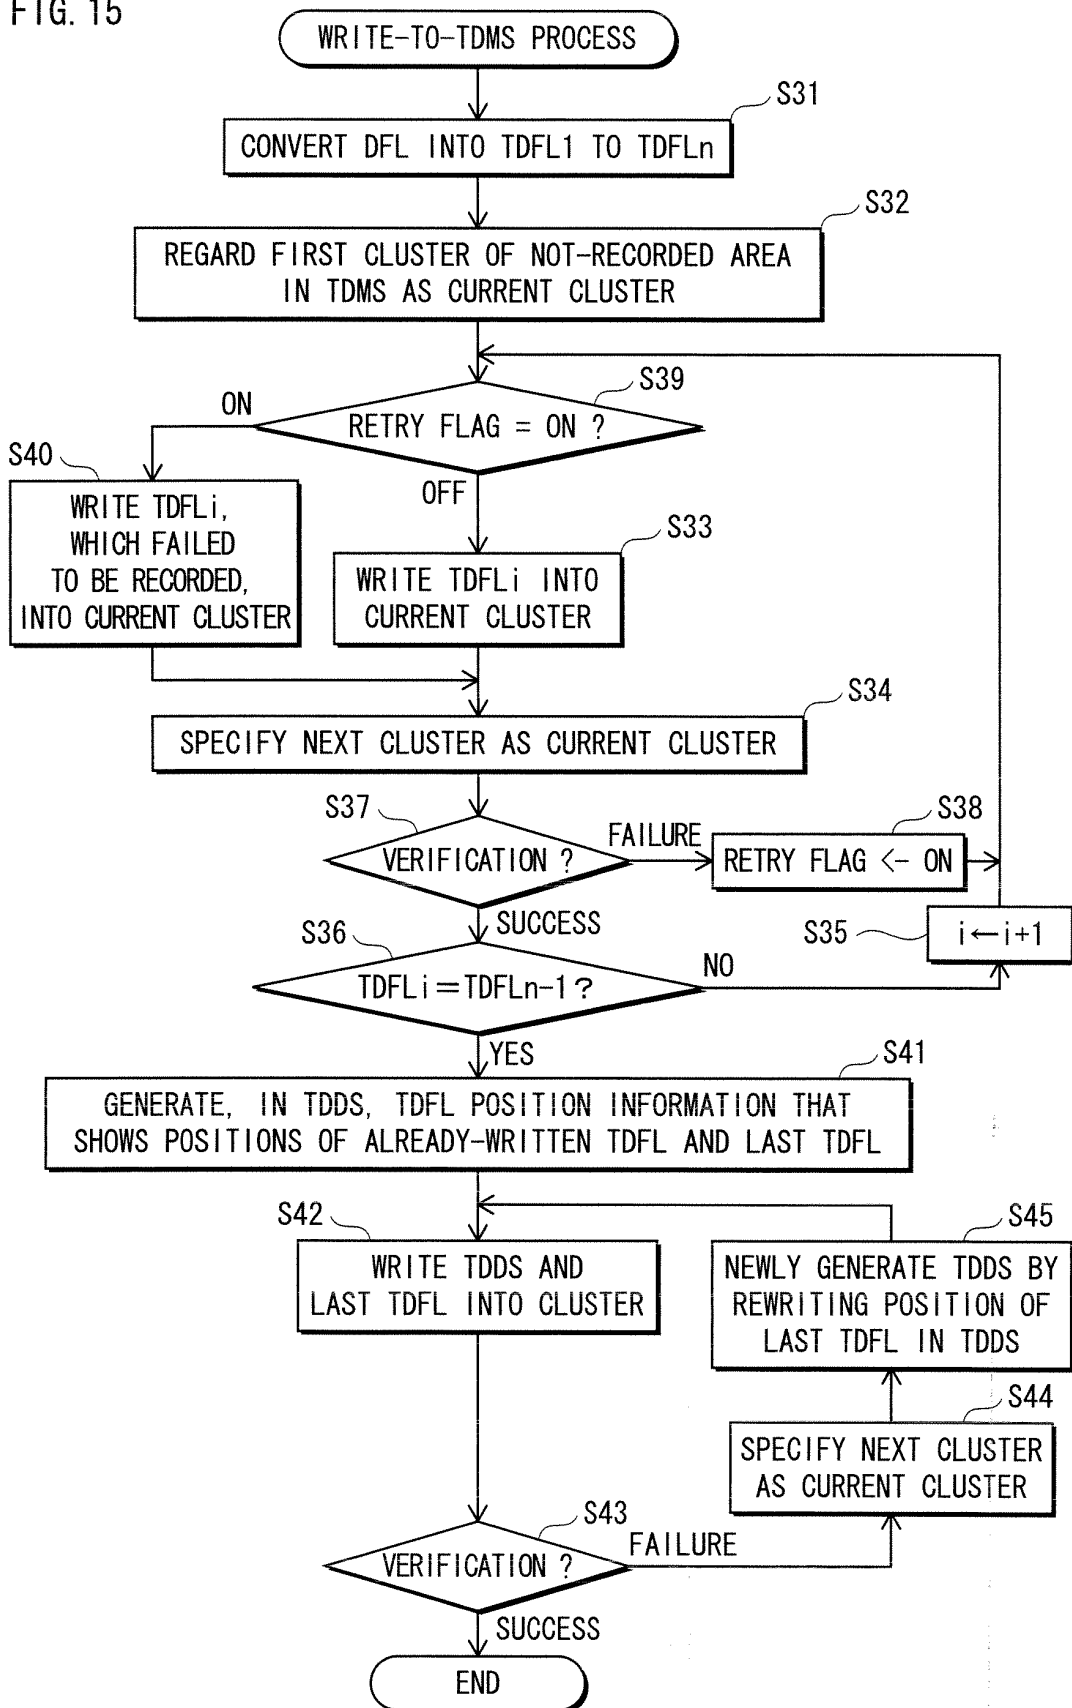 FIG. 15
WRITE-TO-TDMS PROCESS
S31
CONVERT DFL INTO TDFL1 TO TDFLn
S32
REGARD FIRST CLUSTER OF NOT-RECORDED AREA
IN TDMS AS CURRENT CLUSTER
S39
RETRY FLAG = ON ?
ON
OFF
S40
WRITE TDFLi,
WHICH FAILED
TO BE RECORDED,
INTO CURRENT CLUSTER
S33
WRITE TDFLi INTO
CURRENT CLUSTER
S34
SPECIFY NEXT CLUSTER AS CURRENT CLUSTER
S37
VERIFICATION ?
FAILURE
S38
RETRY FLAG <- ON
SUCCESS
S35
i←i+1
S36
TDFLi=TDFLn-1?
NO
YES
S41
GENERATE, IN TDDS, TDFL POSITION INFORMATION THAT
SHOWS POSITIONS OF ALREADY-WRITTEN TDFL AND LAST TDFL
S42
WRITE TDDS AND
LAST TDFL INTO CLUSTER
S45
NEWLY GENERATE TDDS BY
REWRITING POSITION OF
LAST TDFL IN TDDS
S44
SPECIFY NEXT CLUSTER
AS CURRENT CLUSTER
S43
VERIFICATION ?
FAILURE
SUCCESS
END